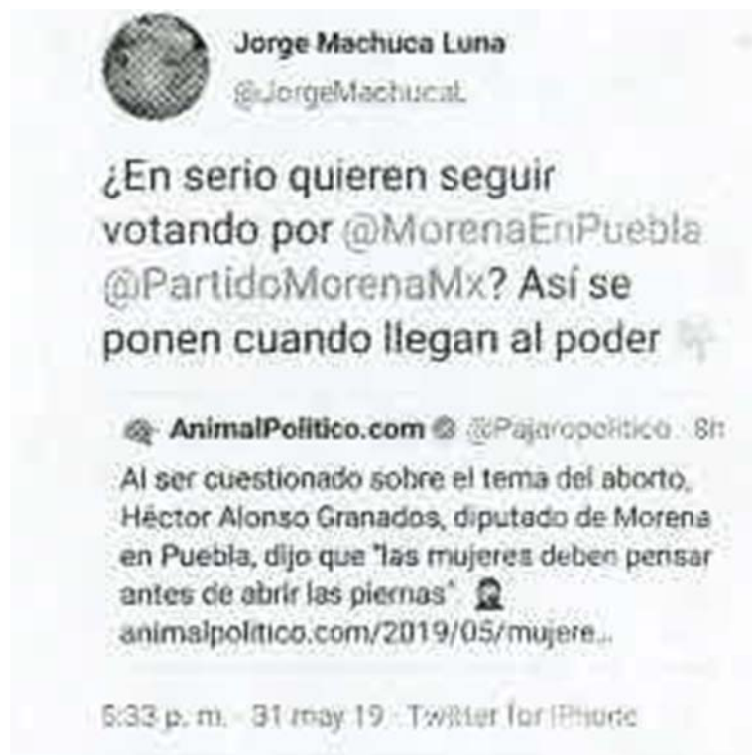 Jorge Machuca Luna
@JorgeMachucaL
¿En serio quieren seguir
votando por @MorenaEnPuebla
@PartidoMorenaMx? Así se
ponen cuando llegan al poder
AnimalPolitico.com @Pajaropolitico · 8h
Al ser cuestionado sobre el tema del aborto,
Héctor Alonso Granados, diputado de Morena
en Puebla, dijo que "las mujeres deben pensar
antes de abrir las piernas".
animalpolitico.com/2019/05/mujere...
5:33 p. m. · 31 may 19 · Twitter for iPhone